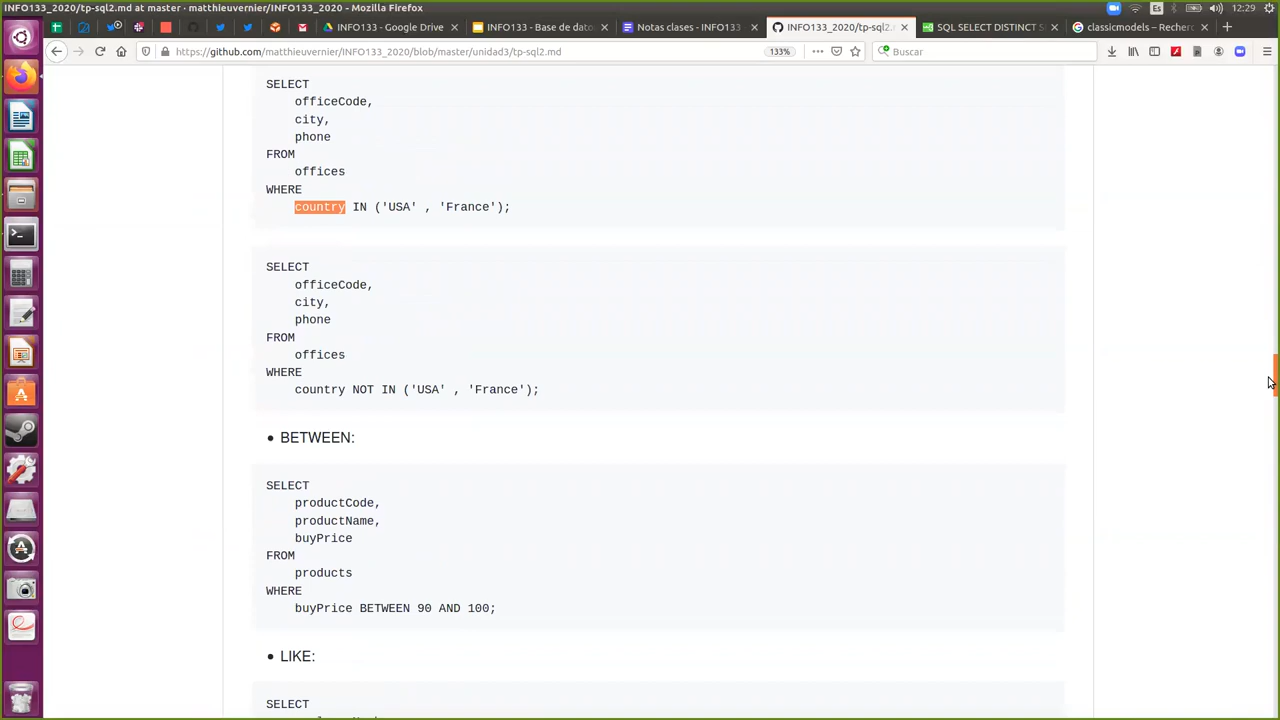 INFO133_2020/tp-sql2.md at master · matthieuvernier/INFO133_2020 - Mozilla Firefox
Es
12:29
INFO133 - Google Drive
INFO133 - Base de dato
Notas clases - INFO133
INFO133_2020/tp-sql2.
SQL SELECT DISTINCT S
classicmodels – Recherc
https://github.com/matthieuvernier/INFO133_2020/blob/master/unidad3/tp-sql2.md
133%
Buscar
SELECT
officeCode,
city,
phone
FROM
offices
WHERE
country IN ('USA' , 'France');
SELECT
officeCode,
city,
phone
FROM
offices
WHERE
country NOT IN ('USA' , 'France');
• BETWEEN:
SELECT
productCode,
productName,
buyPrice
FROM
products
WHERE
buyPrice BETWEEN 90 AND 100;
• LIKE:
SELECT